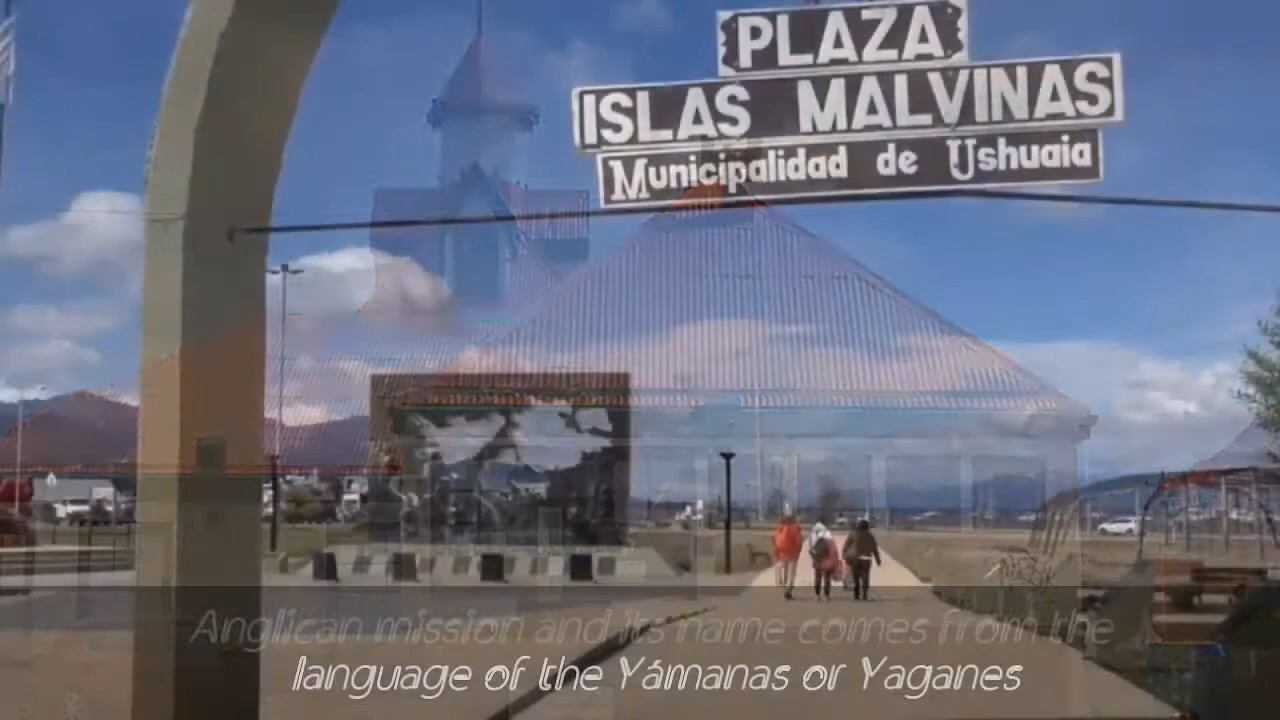 PLAZA
ISLAS MALVINAS
Municipalidad de Ushuaia
Anglican mission and its name comes from the
language of the Yámanas or Yaganes